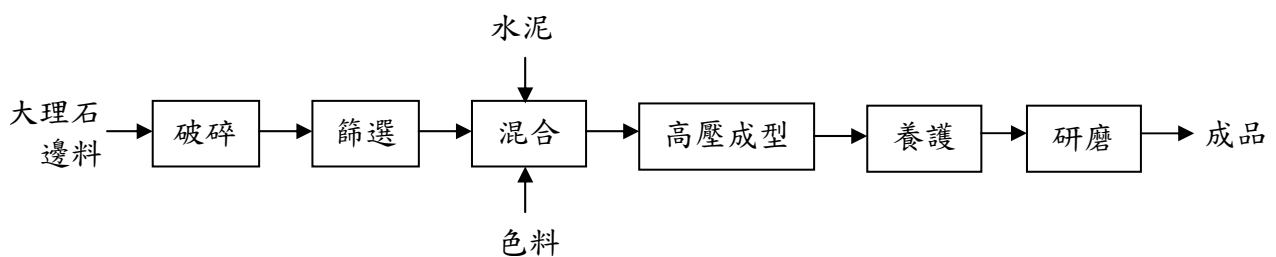 水泥
大理石
邊料
破碎
篩選
混合
高壓成型
養護
研磨
成品
色料